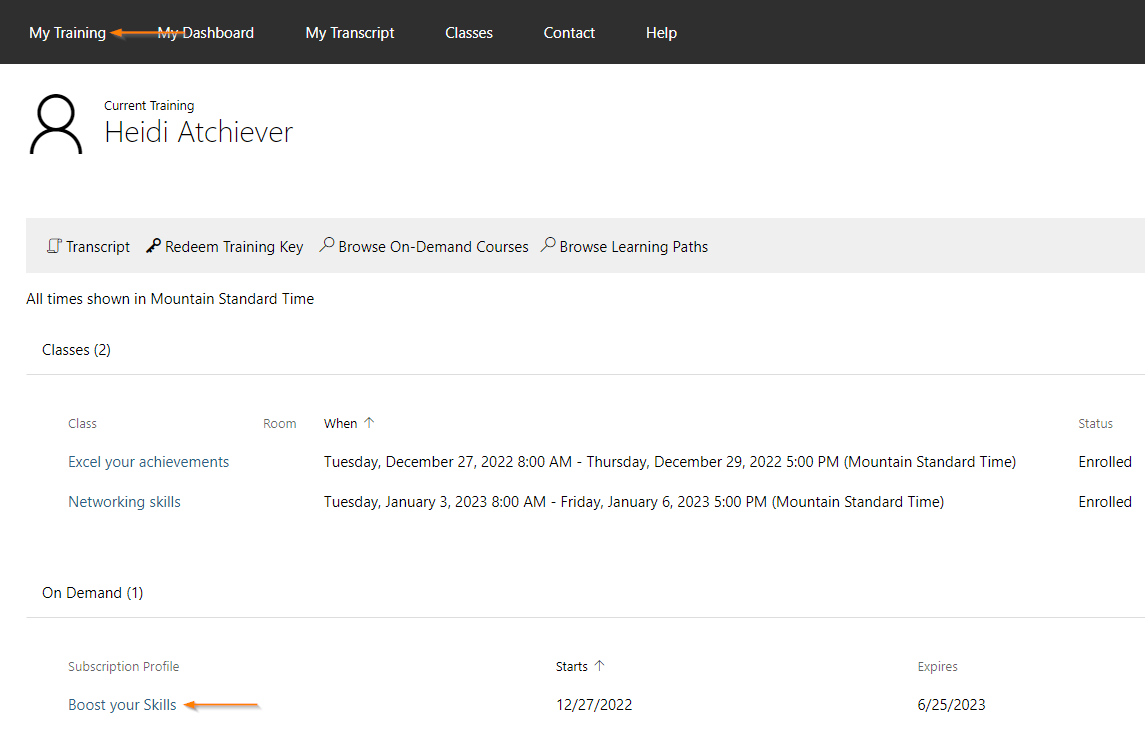 My Training My Dashboard My Transcript Classes Contact Help
Current Training
Heidi Atchiever
Transcript Redeem Training Key Browse On-Demand Courses Browse Learning Paths
All times shown in Mountain Standard Time
Classes (2)
Class Room When Status
Excel your achievements Tuesday, December 27, 2022 8:00 AM - Thursday, December 29, 2022 5:00 PM (Mountain Standard Time) Enrolled
Networking skills Tuesday, January 3, 2023 8:00 AM - Friday, January 6, 2023 5:00 PM (Mountain Standard Time) Enrolled
On Demand (1)
Subscription Profile Starts Expires
Boost your Skills 12/27/2022 6/25/2023